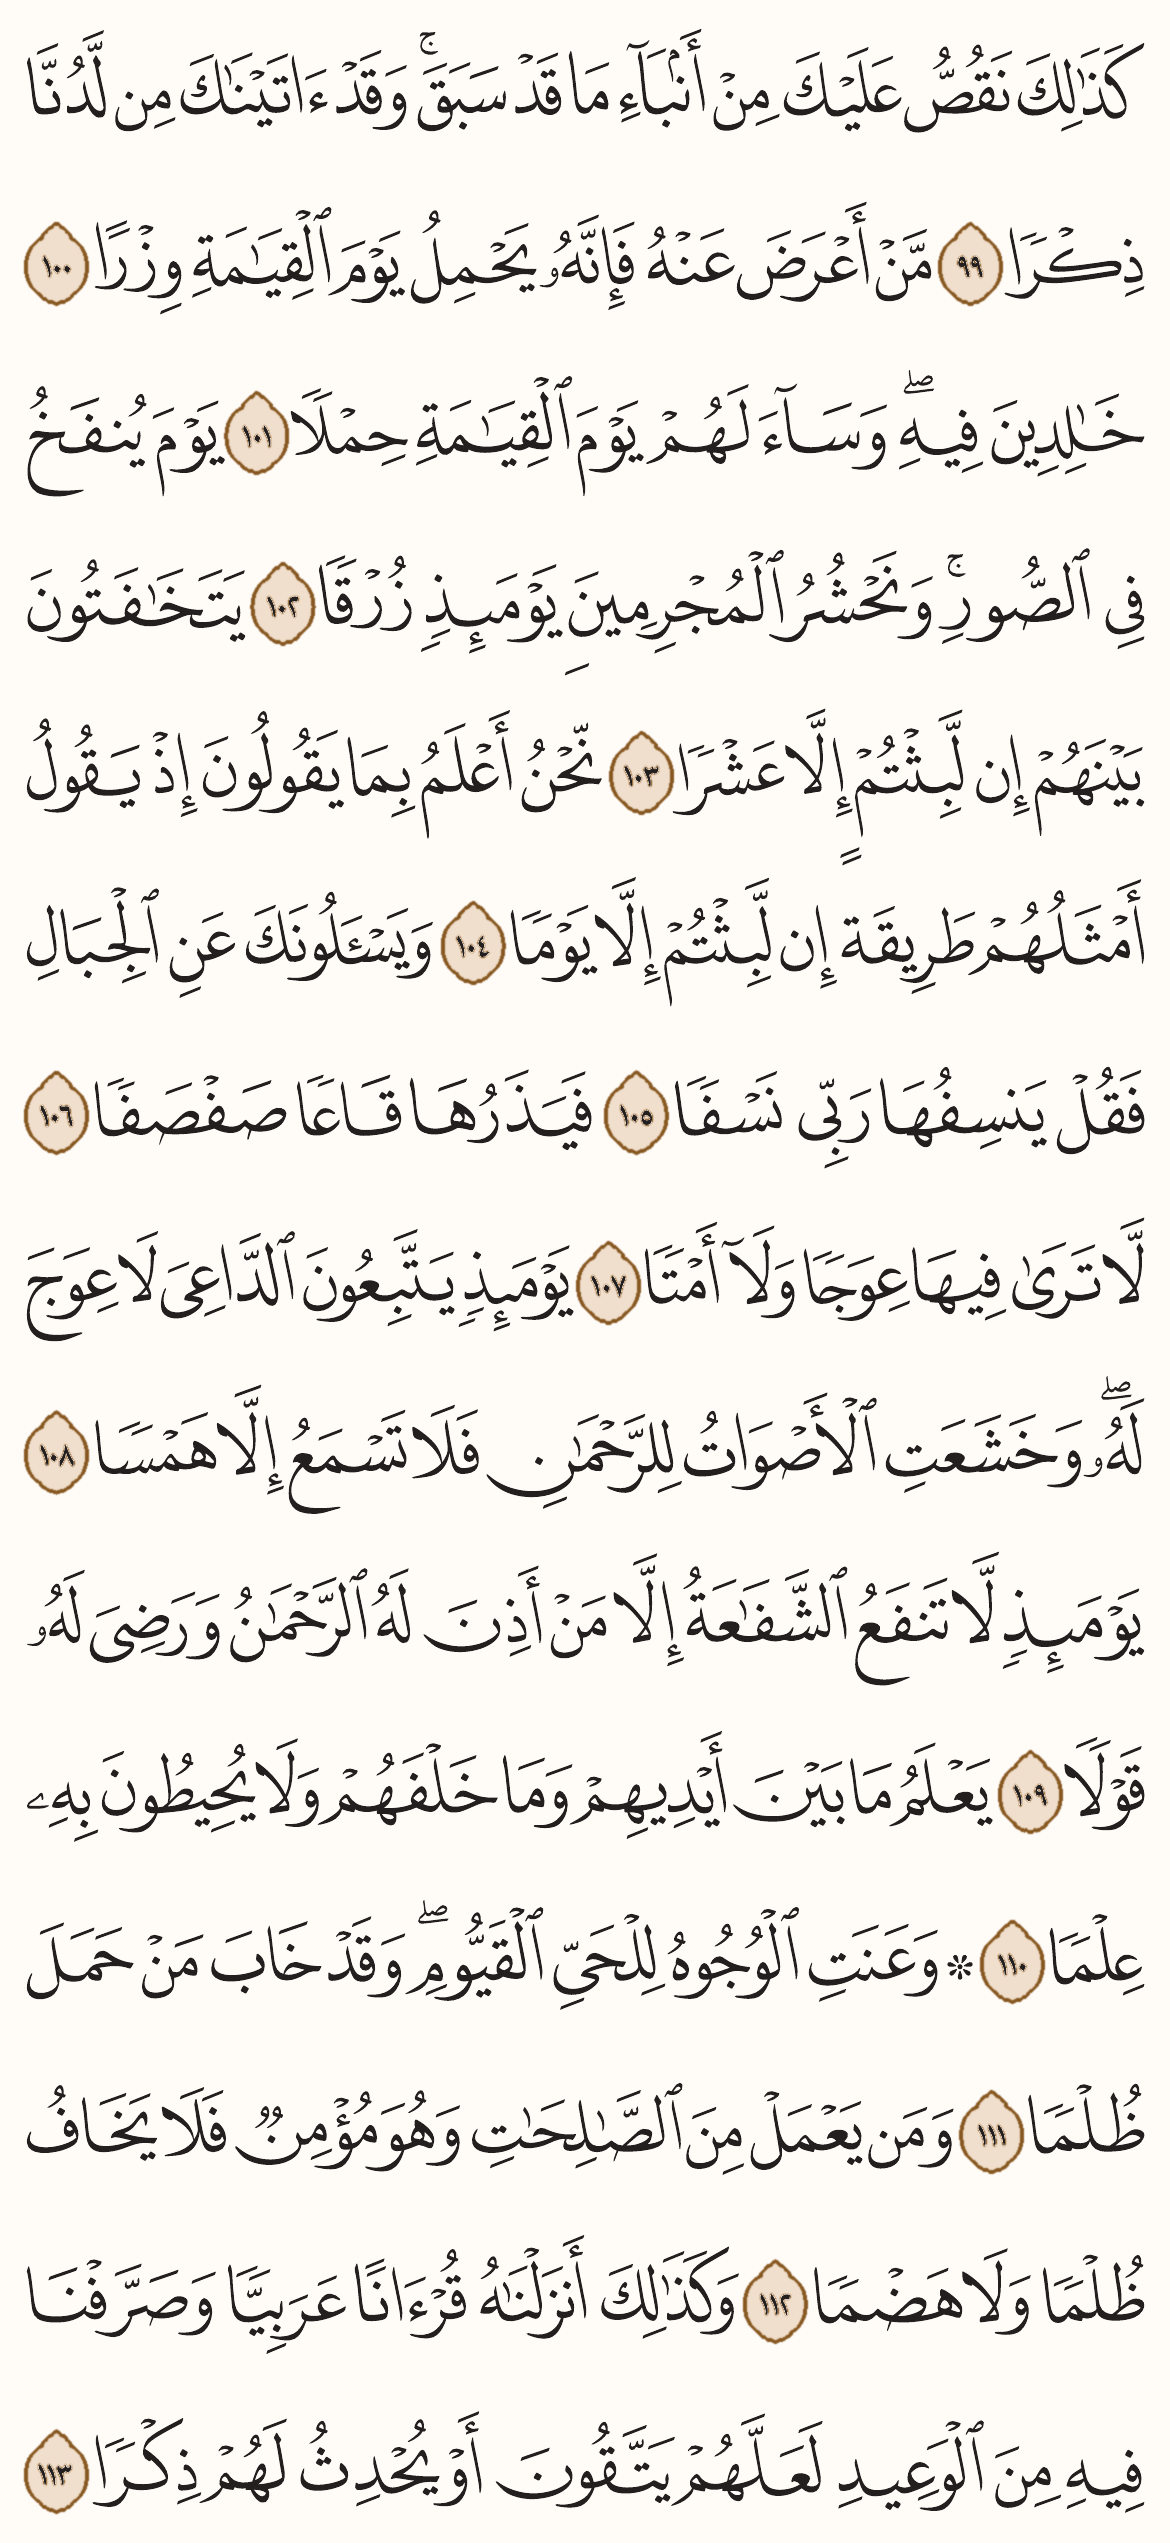 كَذَٰلِكَ نَقُصُّ عَلَيْكَ مِنْ أَنۢبَآءِ مَا قَدْ سَبَقَ ۚ وَقَدْ ءَاتَيْنَٰكَ مِن لَّدُنَّا
ذِكْرًا ٩٩ مَّنْ أَعْرَضَ عَنْهُ فَإِنَّهُۥ يَحْمِلُ يَوْمَ ٱلْقِيَٰمَةِ وِزْرًا ١٠٠
خَٰلِدِينَ فِيهِ ۖ وَسَآءَ لَهُمْ يَوْمَ ٱلْقِيَٰمَةِ حِمْلًا ١٠١ يَوْمَ يُنفَخُ
فِى ٱلصُّورِ ۚ وَنَحْشُرُ ٱلْمُجْرِمِينَ يَوْمَئِذٍ زُرْقًا ١٠٢ يَتَخَٰفَتُونَ
بَيْنَهُمْ إِن لَّبِثْتُمْ إِلَّا عَشْرًا ١٠٣ نَّحْنُ أَعْلَمُ بِمَا يَقُولُونَ إِذْ يَقُولُ
أَمْثَلُهُمْ طَرِيقَةً إِن لَّبِثْتُمْ إِلَّا يَوْمًا ١٠٤ وَيَسْـَٔلُونَكَ عَنِ ٱلْجِبَالِ
فَقُلْ يَنسِفُهَا رَبِّى نَسْفًا ١٠٥ فَيَذَرُهَا قَاعًا صَفْصَفًا ١٠٦
لَّا تَرَىٰ فِيهَا عِوَجًا وَلَآ أَمْتًا ١٠٧ يَوْمَئِذٍ يَتَّبِعُونَ ٱلدَّاعِىَ لَا عِوَجَ
لَهُۥ ۖ وَخَشَعَتِ ٱلْأَصْوَاتُ لِلرَّحْمَٰنِ فَلَا تَسْمَعُ إِلَّا هَمْسًا ١٠٨
يَوْمَئِذٍ لَّا تَنفَعُ ٱلشَّفَٰعَةُ إِلَّا مَنْ أَذِنَ لَهُ ٱلرَّحْمَٰنُ وَرَضِىَ لَهُۥ
قَوْلًا ١٠٩ يَعْلَمُ مَا بَيْنَ أَيْدِيهِمْ وَمَا خَلْفَهُمْ وَلَا يُحِيطُونَ بِهِۦ
عِلْمًا ١١٠ ۞ وَعَنَتِ ٱلْوُجُوهُ لِلْحَىِّ ٱلْقَيُّومِ ۖ وَقَدْ خَابَ مَنْ حَمَلَ
ظُلْمًا ١١١ وَمَن يَعْمَلْ مِنَ ٱلصَّٰلِحَٰتِ وَهُوَ مُؤْمِنٌ فَلَا يَخَافُ
ظُلْمًا وَلَا هَضْمًا ١١٢ وَكَذَٰلِكَ أَنزَلْنَٰهُ قُرْءَانًا عَرَبِيًّا وَصَرَّفْنَا
فِيهِ مِنَ ٱلْوَعِيدِ لَعَلَّهُمْ يَتَّقُونَ أَوْ يُحْدِثُ لَهُمْ ذِكْرًا ١١٣